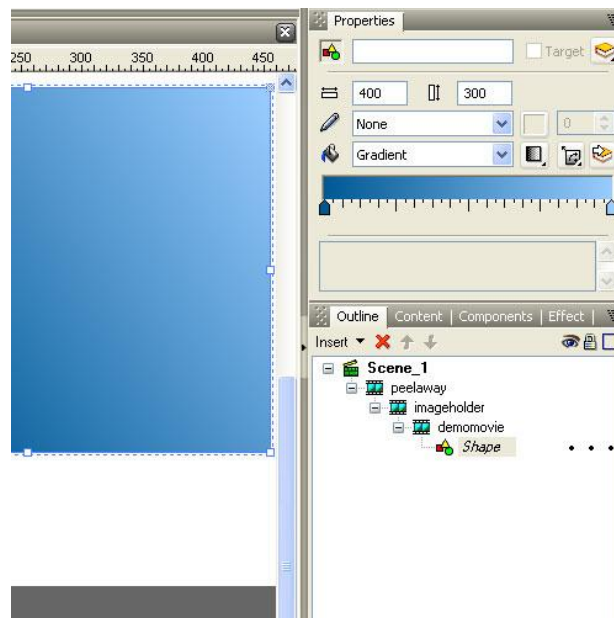 Properties
Target
250 300 350 400 450
400 300
None 0
Gradient
Outline Content Components Effect
Insert
Scene_1
peelaway
imageholder
demomovie
Shape